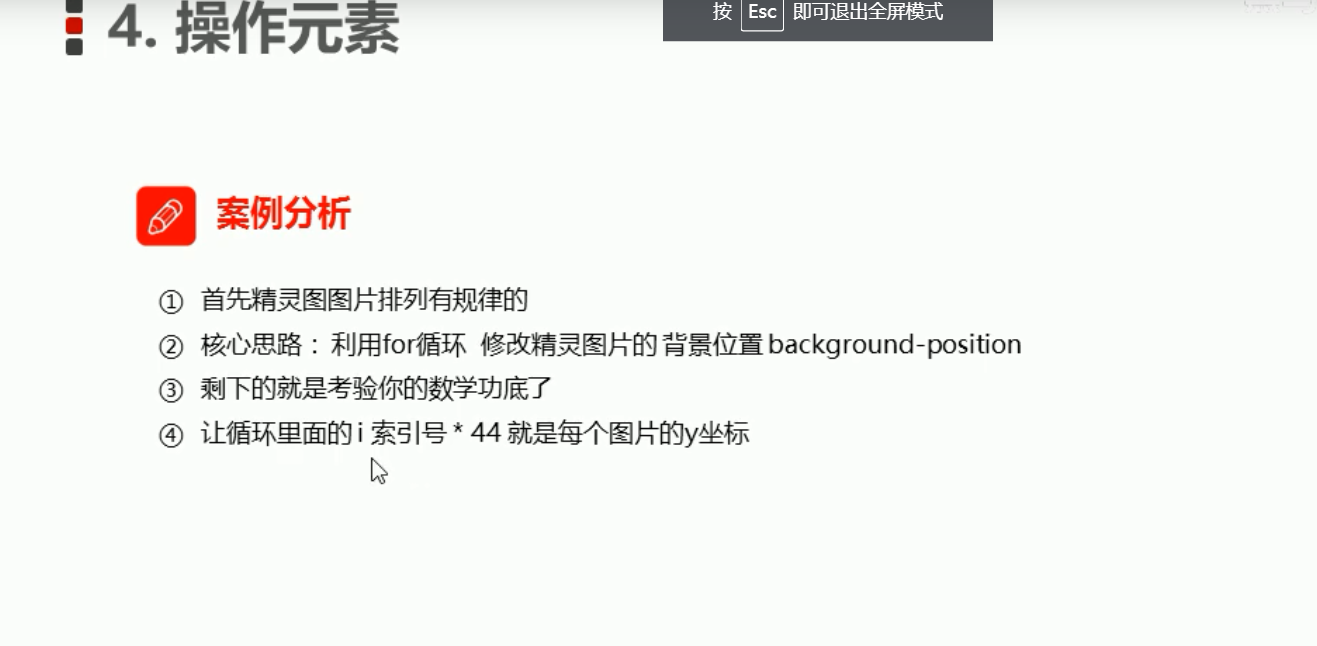 4. 操作元素
按 Esc 即可退出全屏模式
案例分析
① 首先精灵图图片排列有规律的
② 核心思路： 利用for循环 修改精灵图片的 背景位置 background-position
③ 剩下的就是考验你的数学功底了
④ 让循环里面的 i 索引号 * 44 就是每个图片的y坐标